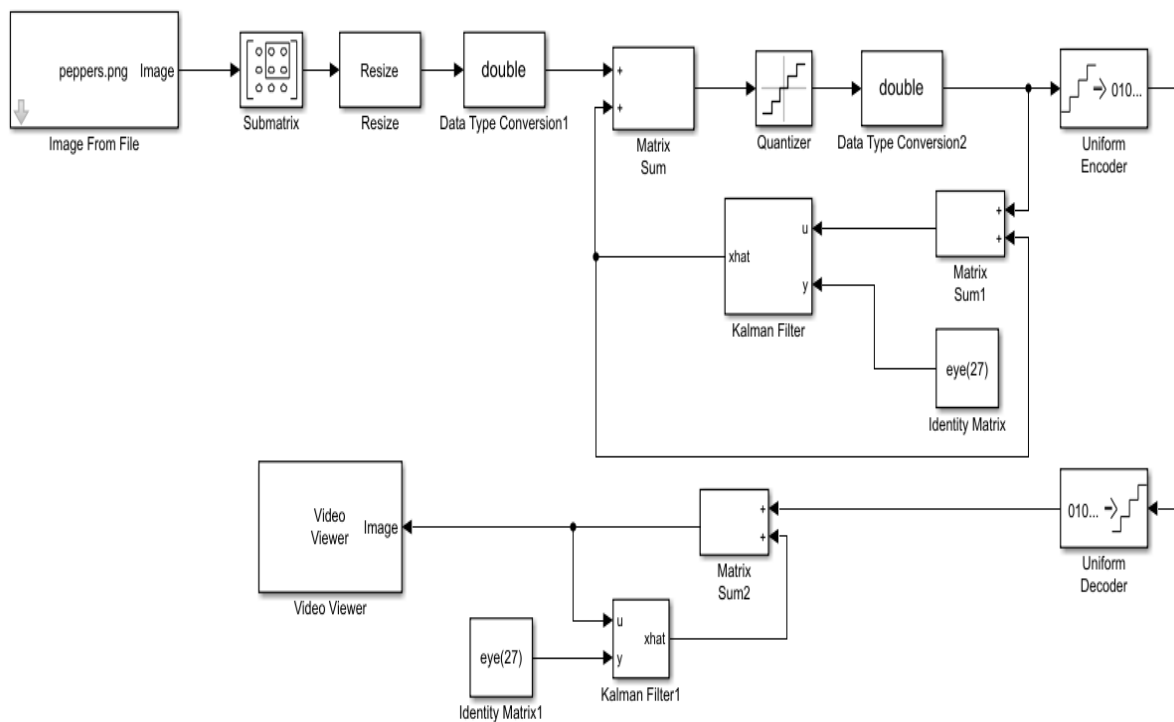 peppers.png
Image
Image From File
Submatrix
Resize
Resize
double
Data Type Conversion1
+
+
Matrix
Sum
Quantizer
double
Data Type Conversion2
010...
Uniform
Encoder
u
xhat
y
Kalman Filter
+
+
Matrix
Sum1
eye(27)
Identity Matrix
Video
Viewer
Image
Video Viewer
+
+
Matrix
Sum2
010...
Uniform
Decoder
eye(27)
Identity Matrix1
u
xhat
y
Kalman Filter1